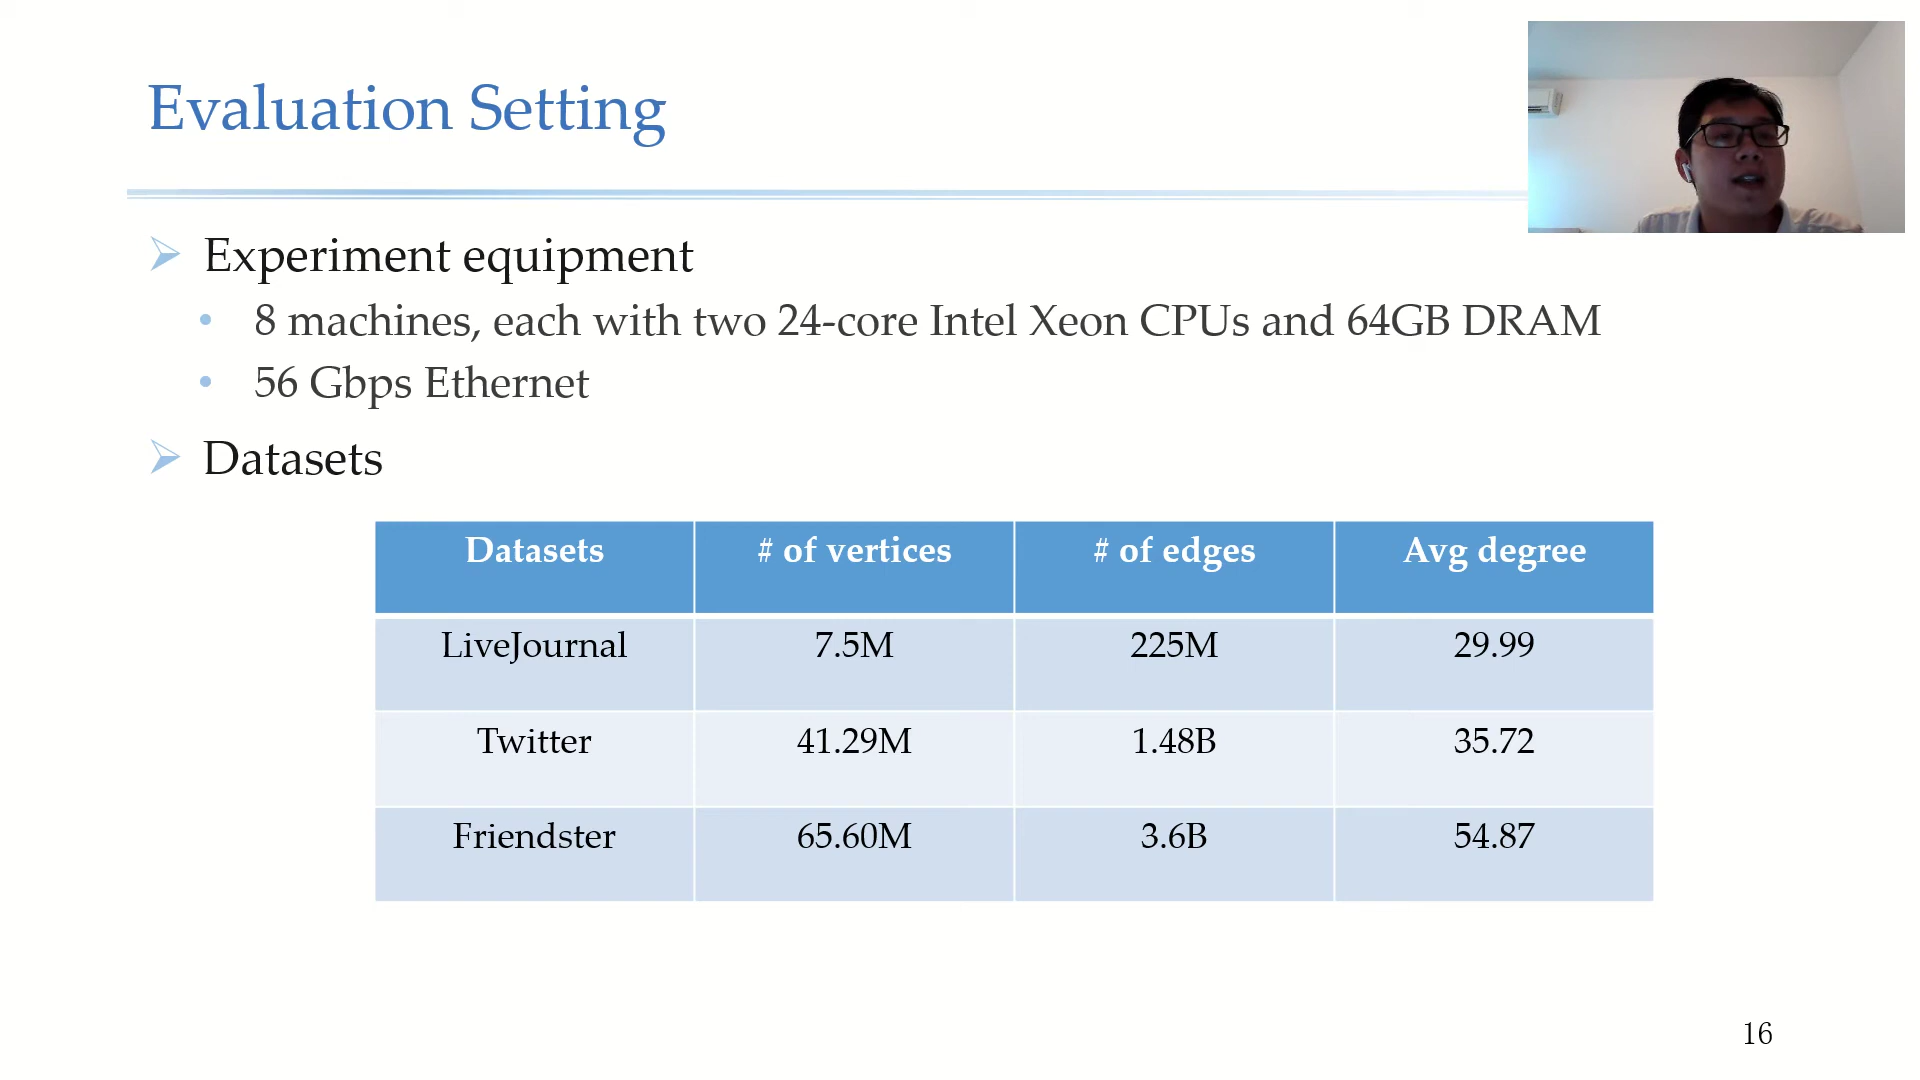 Evaluation Setting
Experiment equipment
8 machines, each with two 24-core Intel Xeon CPUs and 64GB DRAM
56 Gbps Ethernet
Datasets
Datasets # of vertices # of edges Avg degree
LiveJournal 7.5M 225M 29.99
Twitter 41.29M 1.48B 35.72
Friendster 65.60M 3.6B 54.87
16